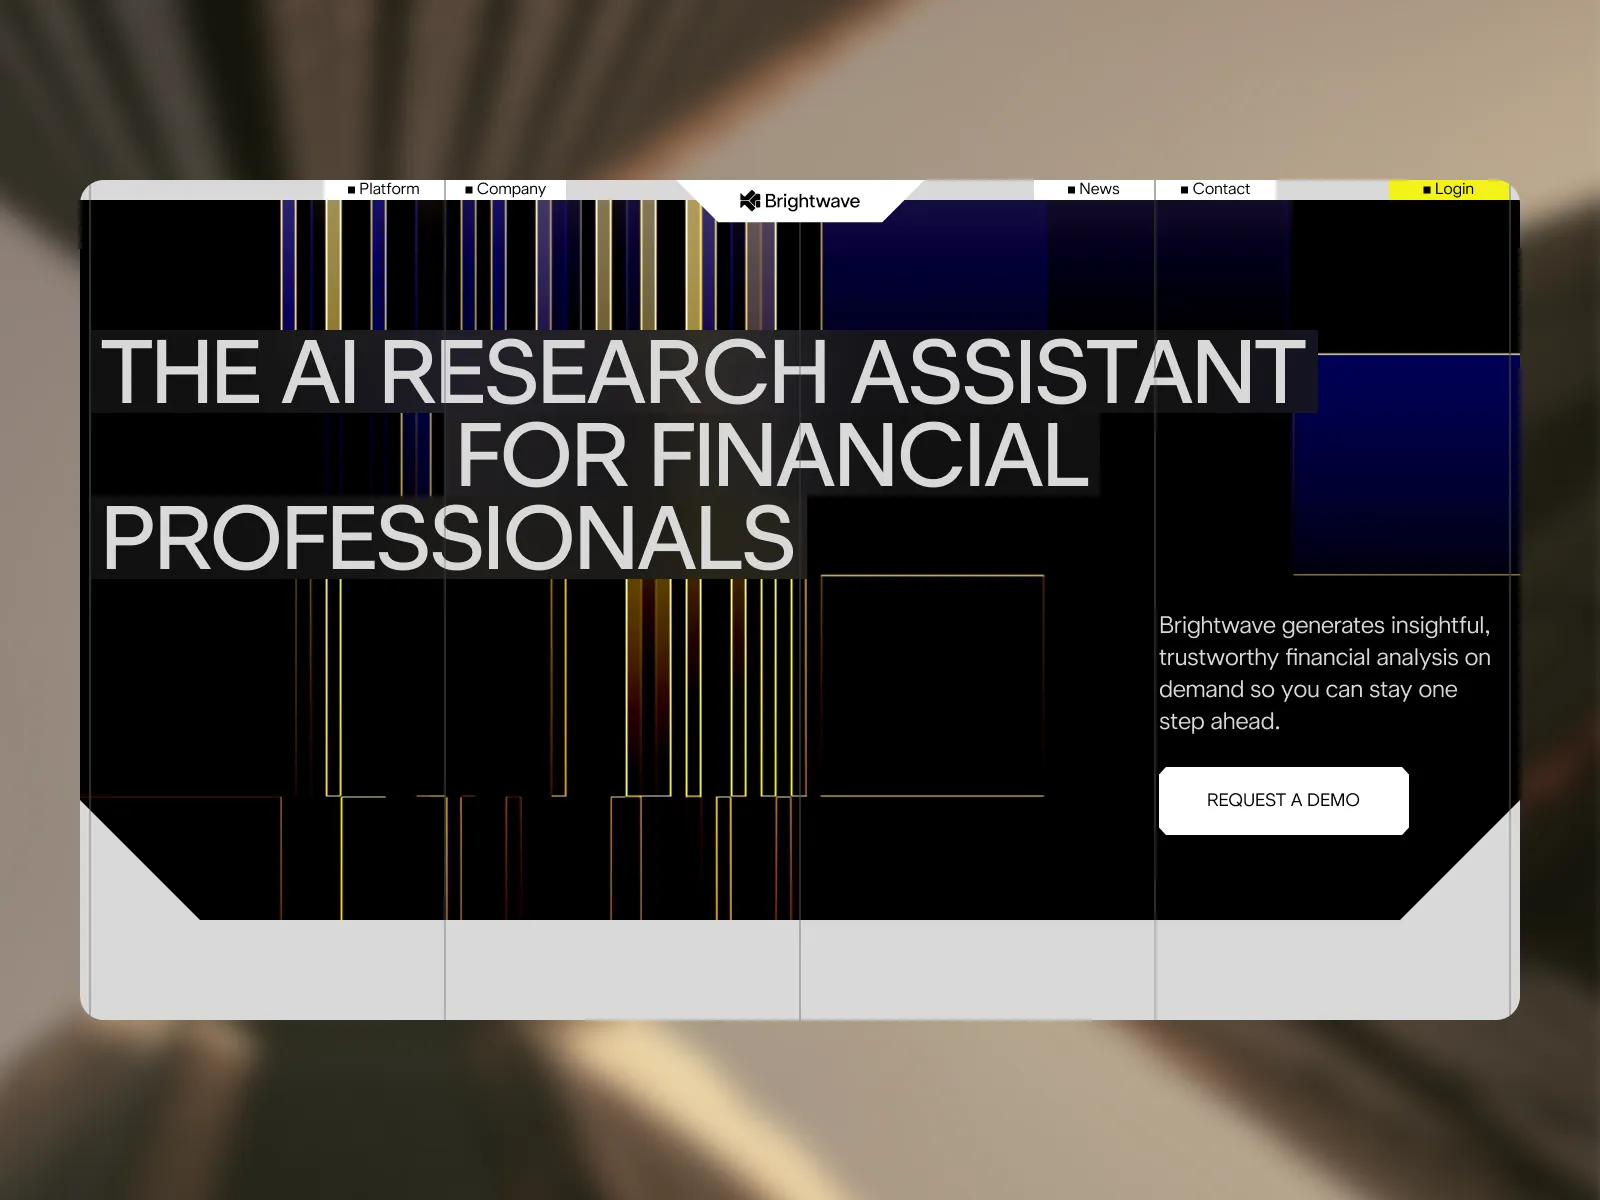 Platform
Company
Brightwave
News
Contact
Login
THE AI RESEARCH ASSISTANT
FOR FINANCIAL
PROFESSIONALS
Brightwave generates insightful,
trustworthy financial analysis on
demand so you can stay one
step ahead.
REQUEST A DEMO